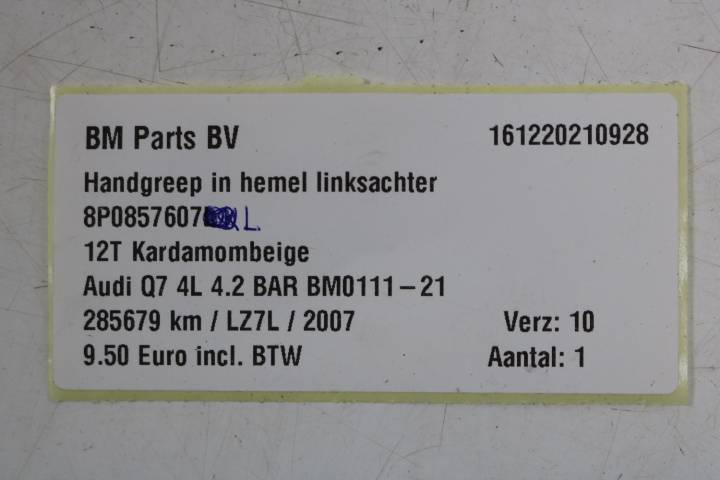 BM Parts BV 161220210928
Handgreep in hemel linksachter
8P0857607 L
12T Kardamombeige
Audi Q7 4L 4.2 BAR BM0111-21
285679 km / LZ7L / 2007 Verz: 10
9.50 Euro incl. BTW Aantal: 1